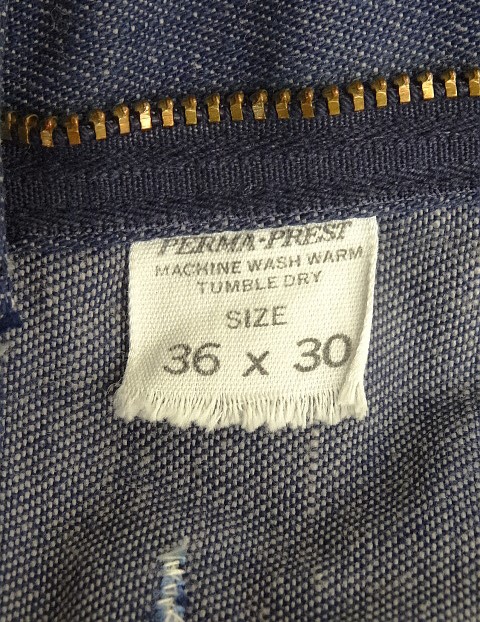 PERMA-PREST
MACHINE WASH WARM
TUMBLE DRY
SIZE
36 x 30